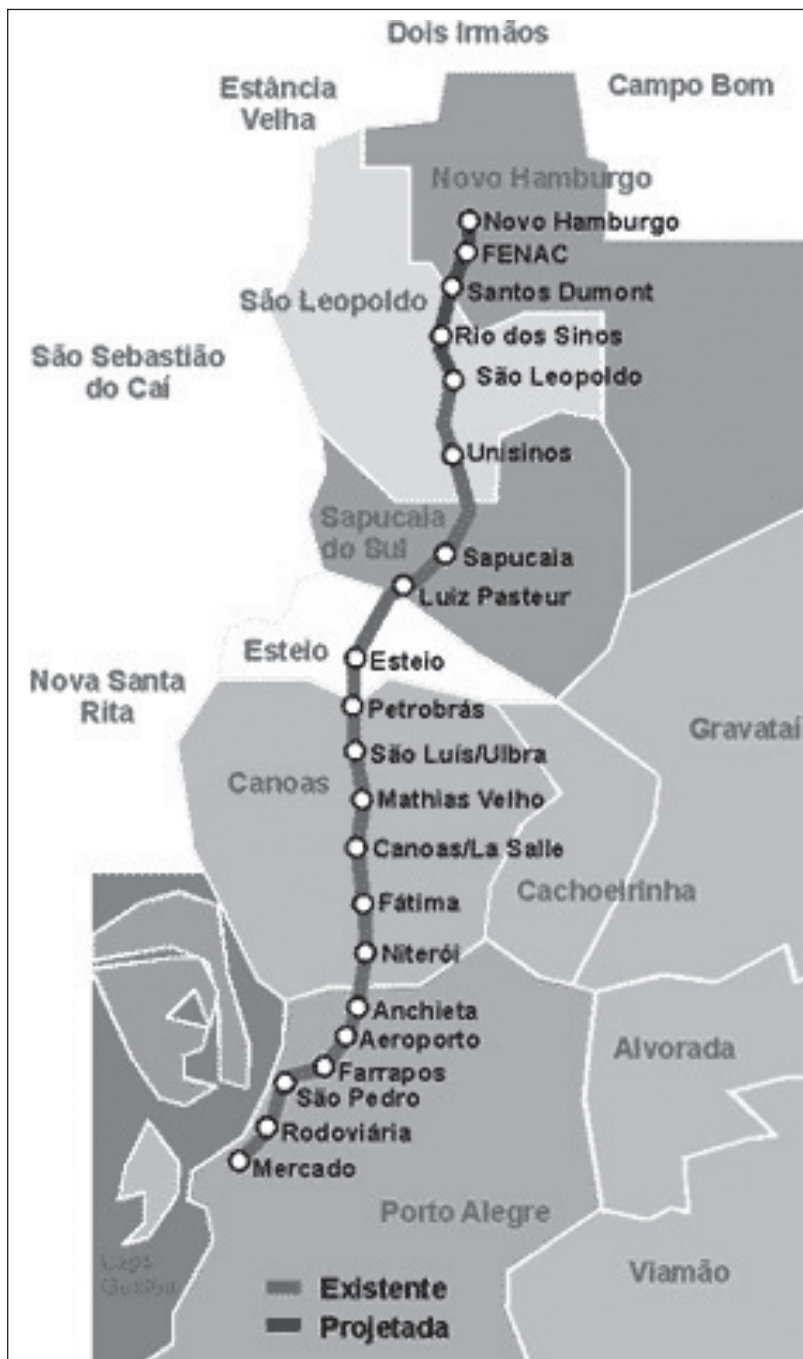 Dois Irmãos
Estância
Velha
Campo Bom
Novo Hamburgo
Novo Hamburgo
FENAC
Santos Dumont
São Leopoldo
Rio dos Sinos
São Sebastião
do Caí
São Leopoldo
Unisinos
Sapucaia
do Sul
Sapucaia
Luiz Pasteur
Esteio
Esteio
Nova Santa
Rita
Petrobrás
Gravataí
São Luís/Ulbra
Canoas
Mathias Velho
Canoas/La Salle
Cachoeirinha
Fátima
Niterói
Anchieta
Aeroporto
Alvorada
Farrapos
São Pedro
Rodoviária
Mercado
Porto Alegre
Viamão
Existente
Projetada